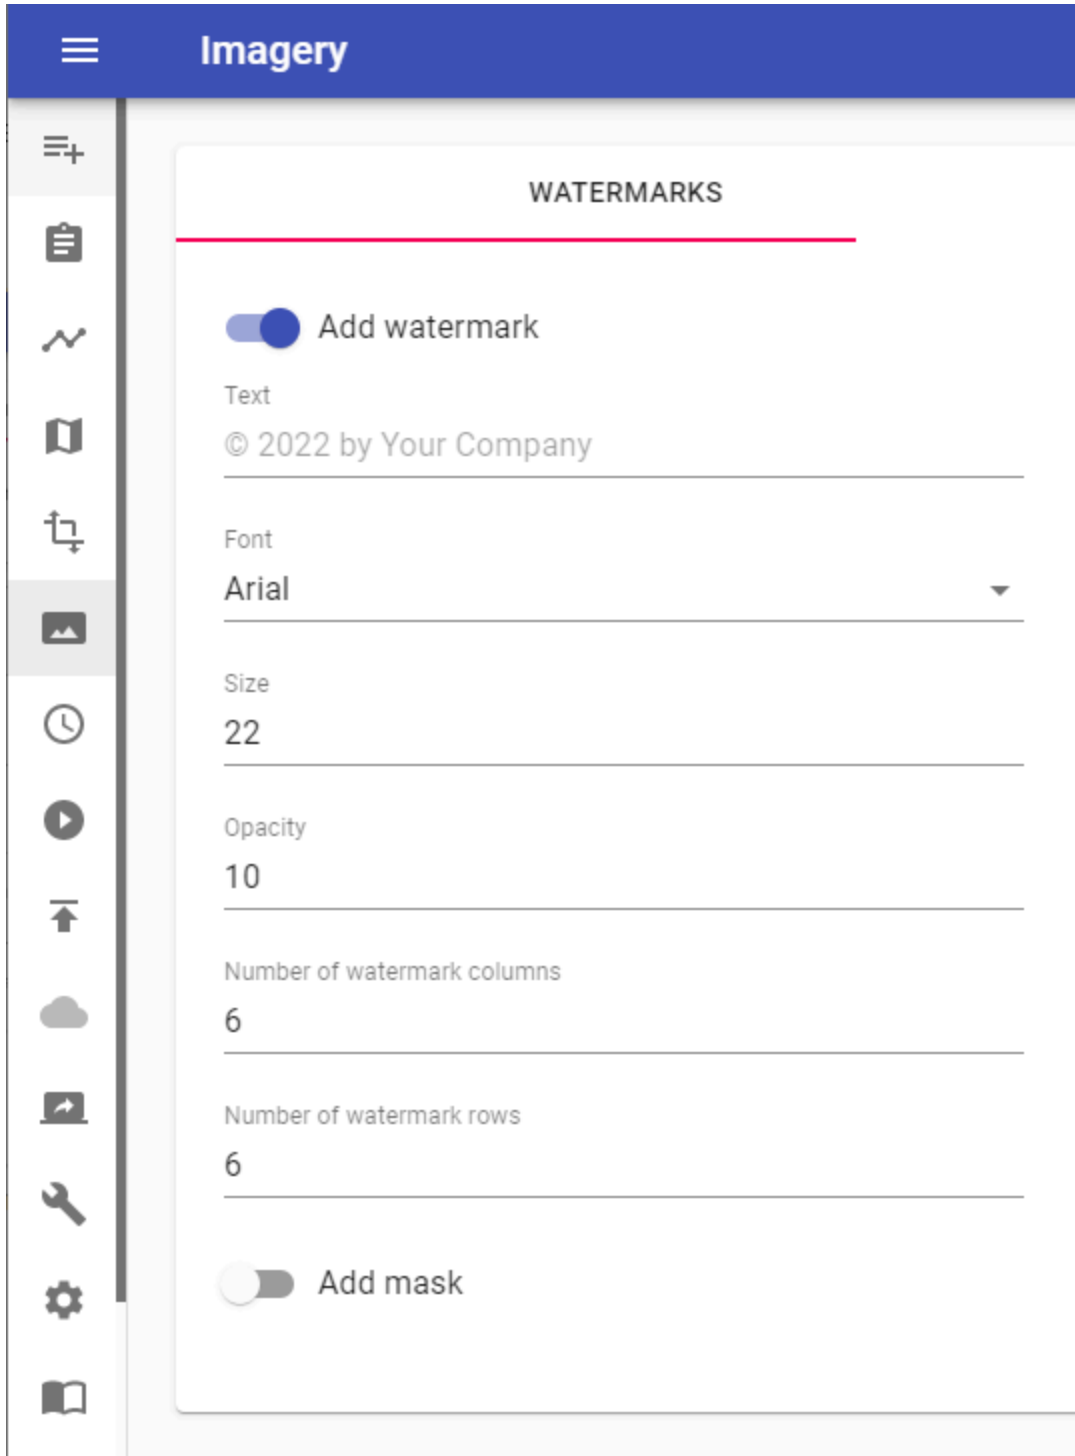 Imagery
WATERMARKS
Add watermark
Text
© 2022 by Your Company
Font
Arial
Size
22
Opacity
10
Number of watermark columns
6
Number of watermark rows
6
Add mask